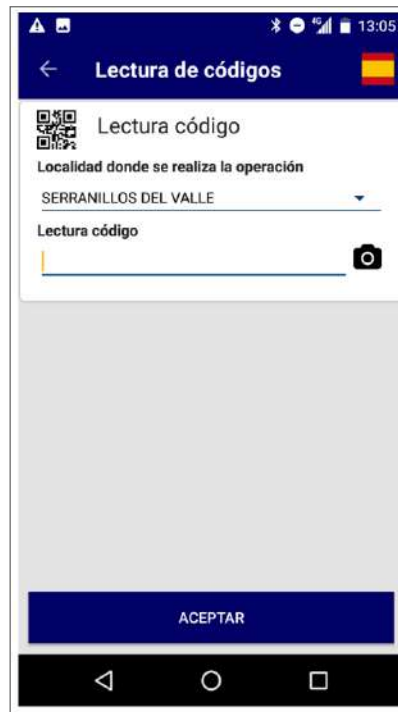 4G 13:05
Lectura de códigos
Lectura código
Localidad donde se realiza la operación
SERRANILLOS DEL VALLE
Lectura código
ACEPTAR